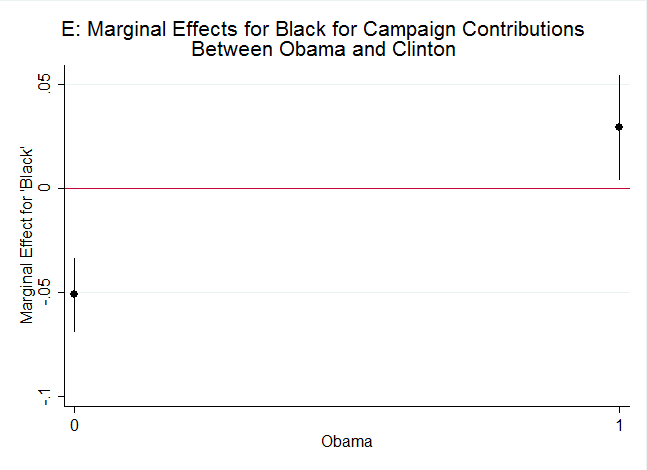 E: Marginal Effects for Black for Campaign Contributions
Between Obama and Clinton
Marginal Effect for 'Black'
.05
0
-.05
-.1
0
1
Obama